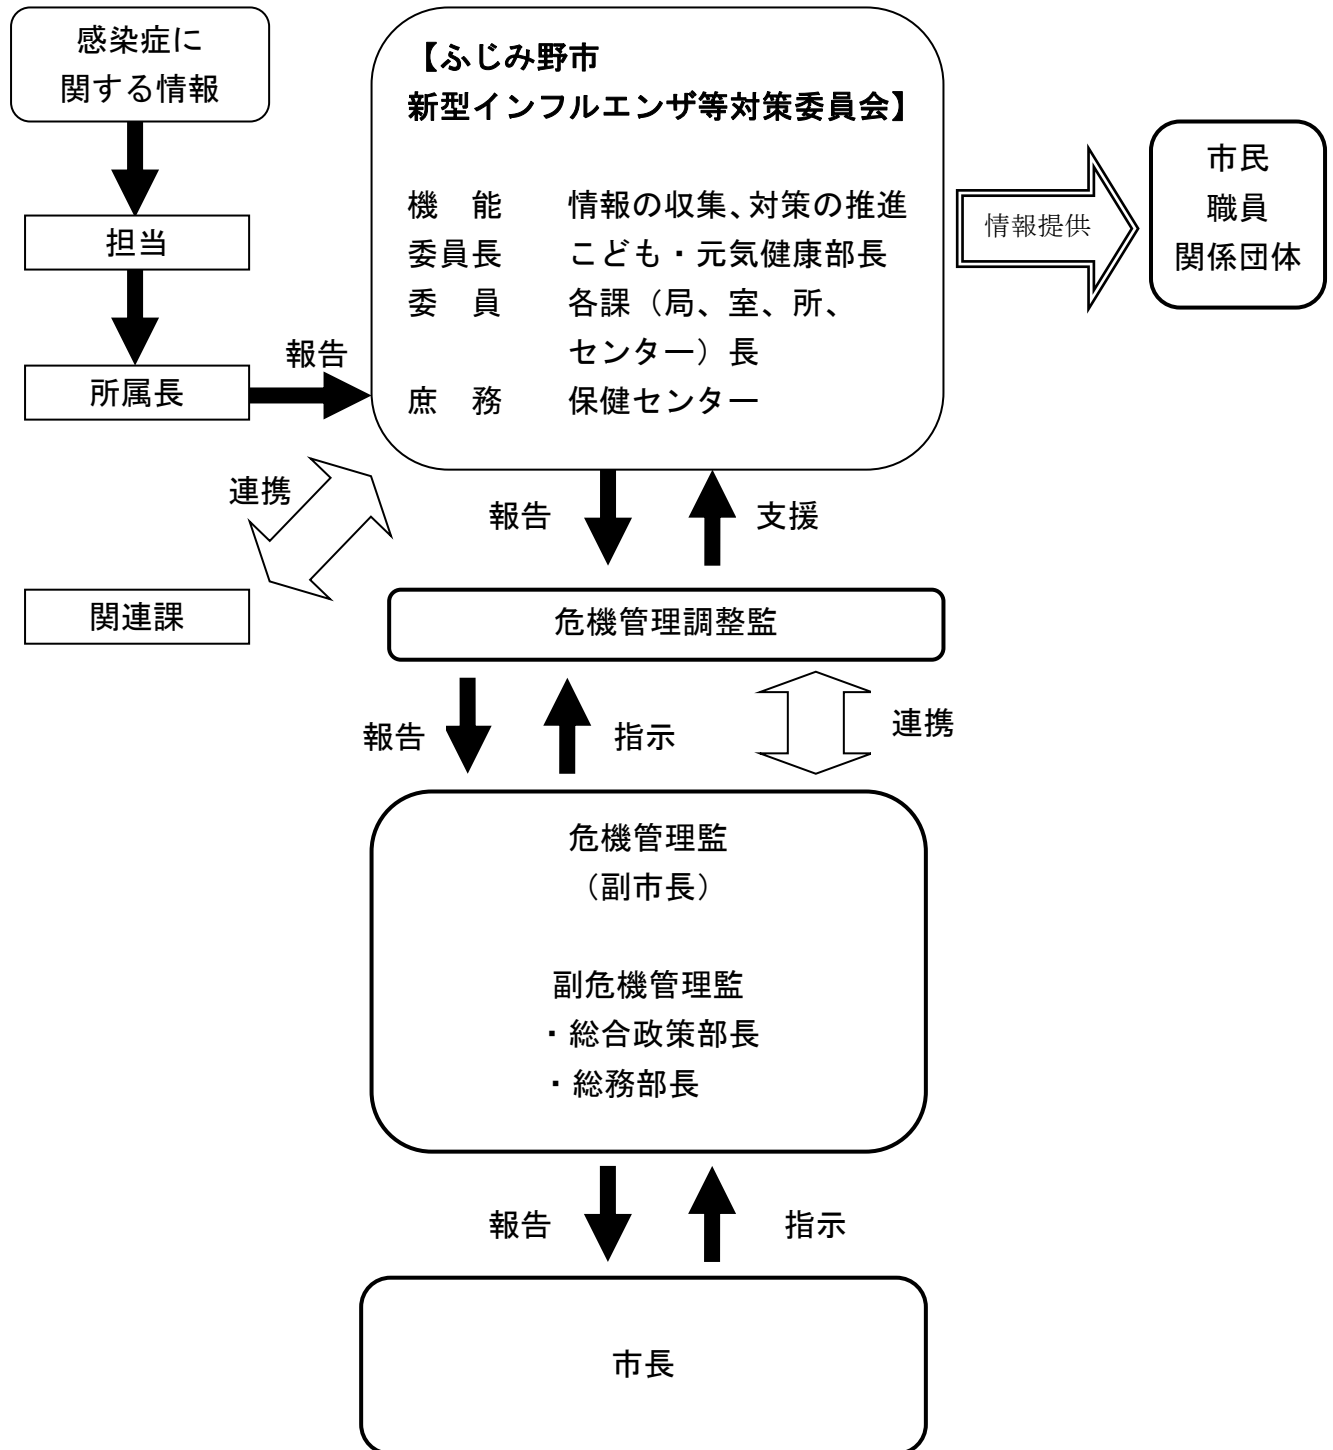 感染症に
関する情報
担当
所属長
報告
【ふじみ野市
新型インフルエンザ等対策委員会】
機　能　　情報の収集、対策の推進
委員長　　こども・元気健康部長
委　員　　各課（局、室、所、
センター）長
庶　務　　保健センター
情報提供
市民
職員
関係団体
連携
関連課
報告
支援
危機管理調整監
報告
指示
連携
危機管理監
（副市長）
副危機管理監
・総合政策部長
・総務部長
報告
指示
市長